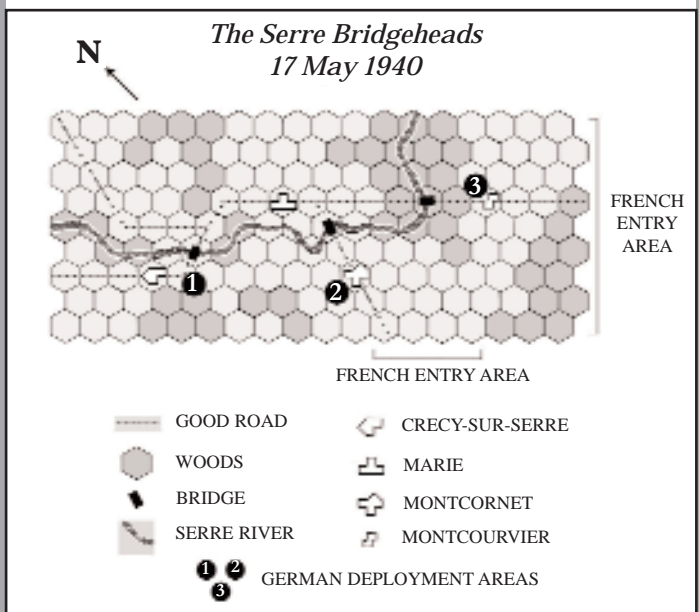 The Serre Bridgeheads
17 May 1940
N
3
FRENCH
ENTRY
AREA
1
2
FRENCH ENTRY AREA
GOOD ROAD
CRECY-SUR-SERRE
WOODS
MARIE
BRIDGE
MONTCORNET
SERRE RIVER
MONTCOURVIER
1 2
3
GERMAN DEPLOYMENT AREAS